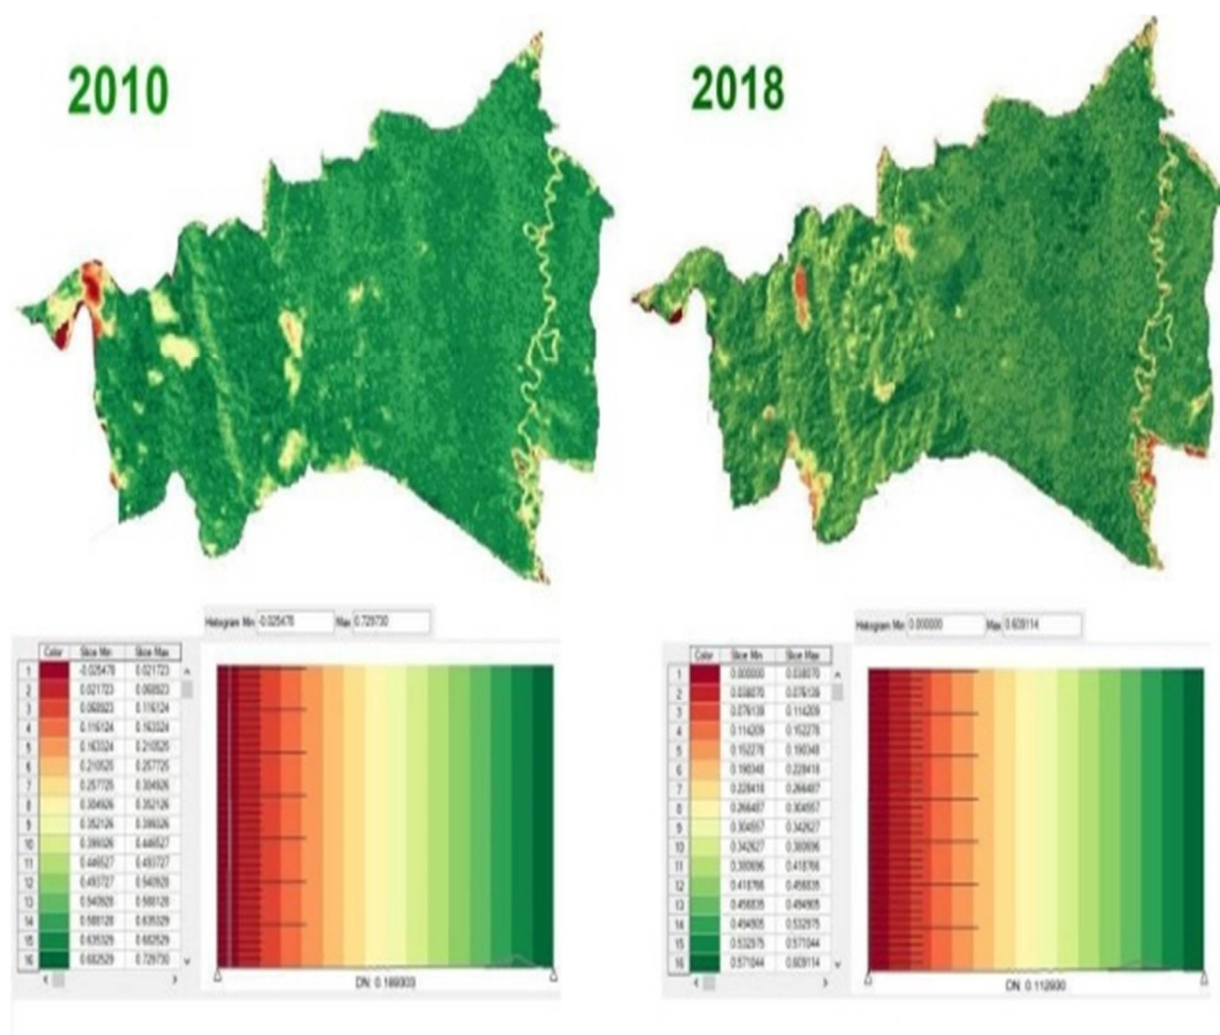 2010
2018
Histogram Min -0.025478 Max 0.729730
Histogram Min 0.000000 Max 0.609114
Color Slice Min Slice Max
1 -0.025478 0.021723
2 0.021723 0.068923
3 0.068923 0.116124
4 0.116124 0.163324
5 0.163324 0.210525
6 0.210525 0.257725
7 0.257725 0.304926
8 0.304926 0.352126
9 0.352126 0.399326
10 0.399326 0.446527
11 0.446527 0.493727
12 0.493727 0.540928
13 0.540928 0.588128
14 0.588128 0.635329
15 0.635329 0.682529
16 0.682529 0.729730
Color Slice Min Slice Max
1 0.000000 0.038070
2 0.038070 0.076139
3 0.076139 0.114209
4 0.114209 0.152278
5 0.152278 0.190348
6 0.190348 0.228418
7 0.228418 0.266487
8 0.266487 0.304557
9 0.304557 0.342627
10 0.342627 0.380696
11 0.380696 0.418766
12 0.418766 0.456835
13 0.456835 0.494905
14 0.494905 0.532975
15 0.532975 0.571044
16 0.571044 0.609114
DN:
DN: